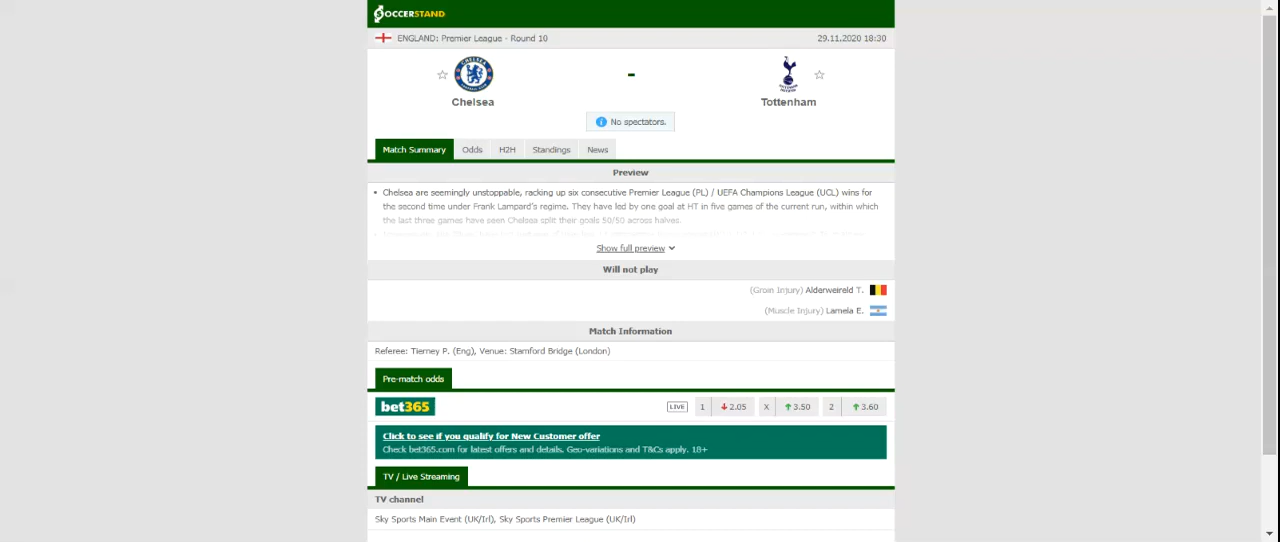 SOCCERSTAND
ENGLAND: Premier League - Round 10 29.11.2020 18:30
-
Chelsea Tottenham
No spectators.
Match Summary Odds H2H Standings News
Preview
• Chelsea are seemingly unstoppable, racking up six consecutive Premier League (PL) / UEFA Champions League (UCL) wins for
the second time under Frank Lampard's regime. They have led by one goal at HT in five games of the current run, within which
the last three games have seen Chelsea split their goals 50/50 across halves.
Show full preview
Will not play
(Groin Injury) Alderweireld T.
(Muscle Injury) Lamela E.
Match Information
Referee: Tierney P. (Eng), Venue: Stamford Bridge (London)
Pre-match odds
bet365 LIVE 1 2.05 X 3.50 2 3.60
Click to see if you qualify for New Customer offer
Check bet365.com for latest offers and details. Geo-variations and T&Cs apply. 18+
TV / Live Streaming
TV channel
Sky Sports Main Event (UK/Irl), Sky Sports Premier League (UK/Irl)